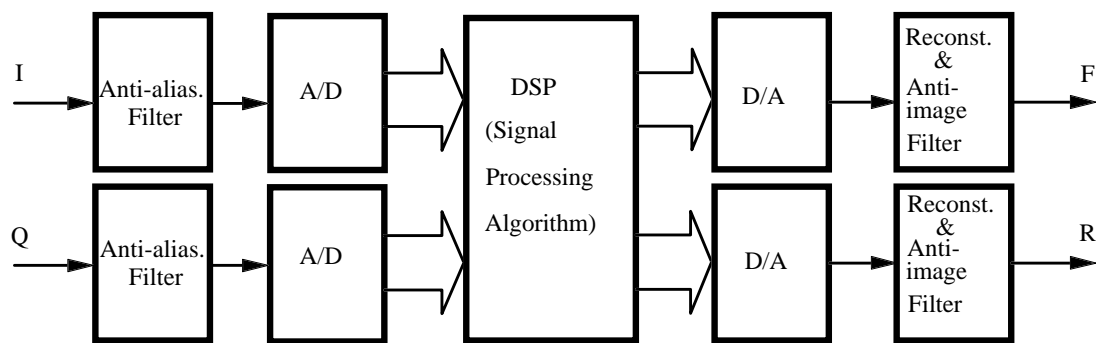 I
Anti-alias.
Filter
A/D
DSP
(Signal
Processing
Algorithm)
D/A
Reconst.
&
Anti-
image
Filter
F
Q
Anti-alias.
Filter
A/D
D/A
Reconst.
&
Anti-
image
Filter
R